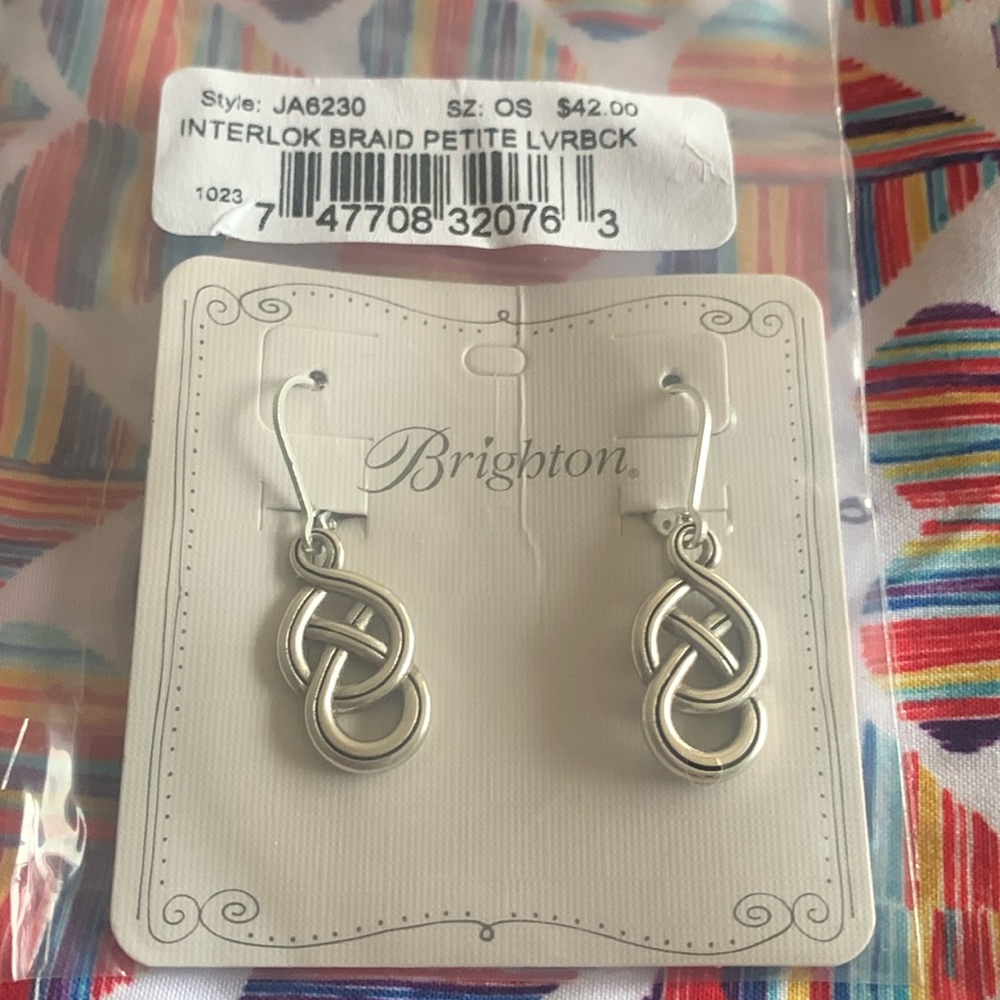 Style: JA6230 SZ: OS $42.00
INTERLOK BRAID PETITE LVRBCK
1023 7 47708 32076 3
Brighton®